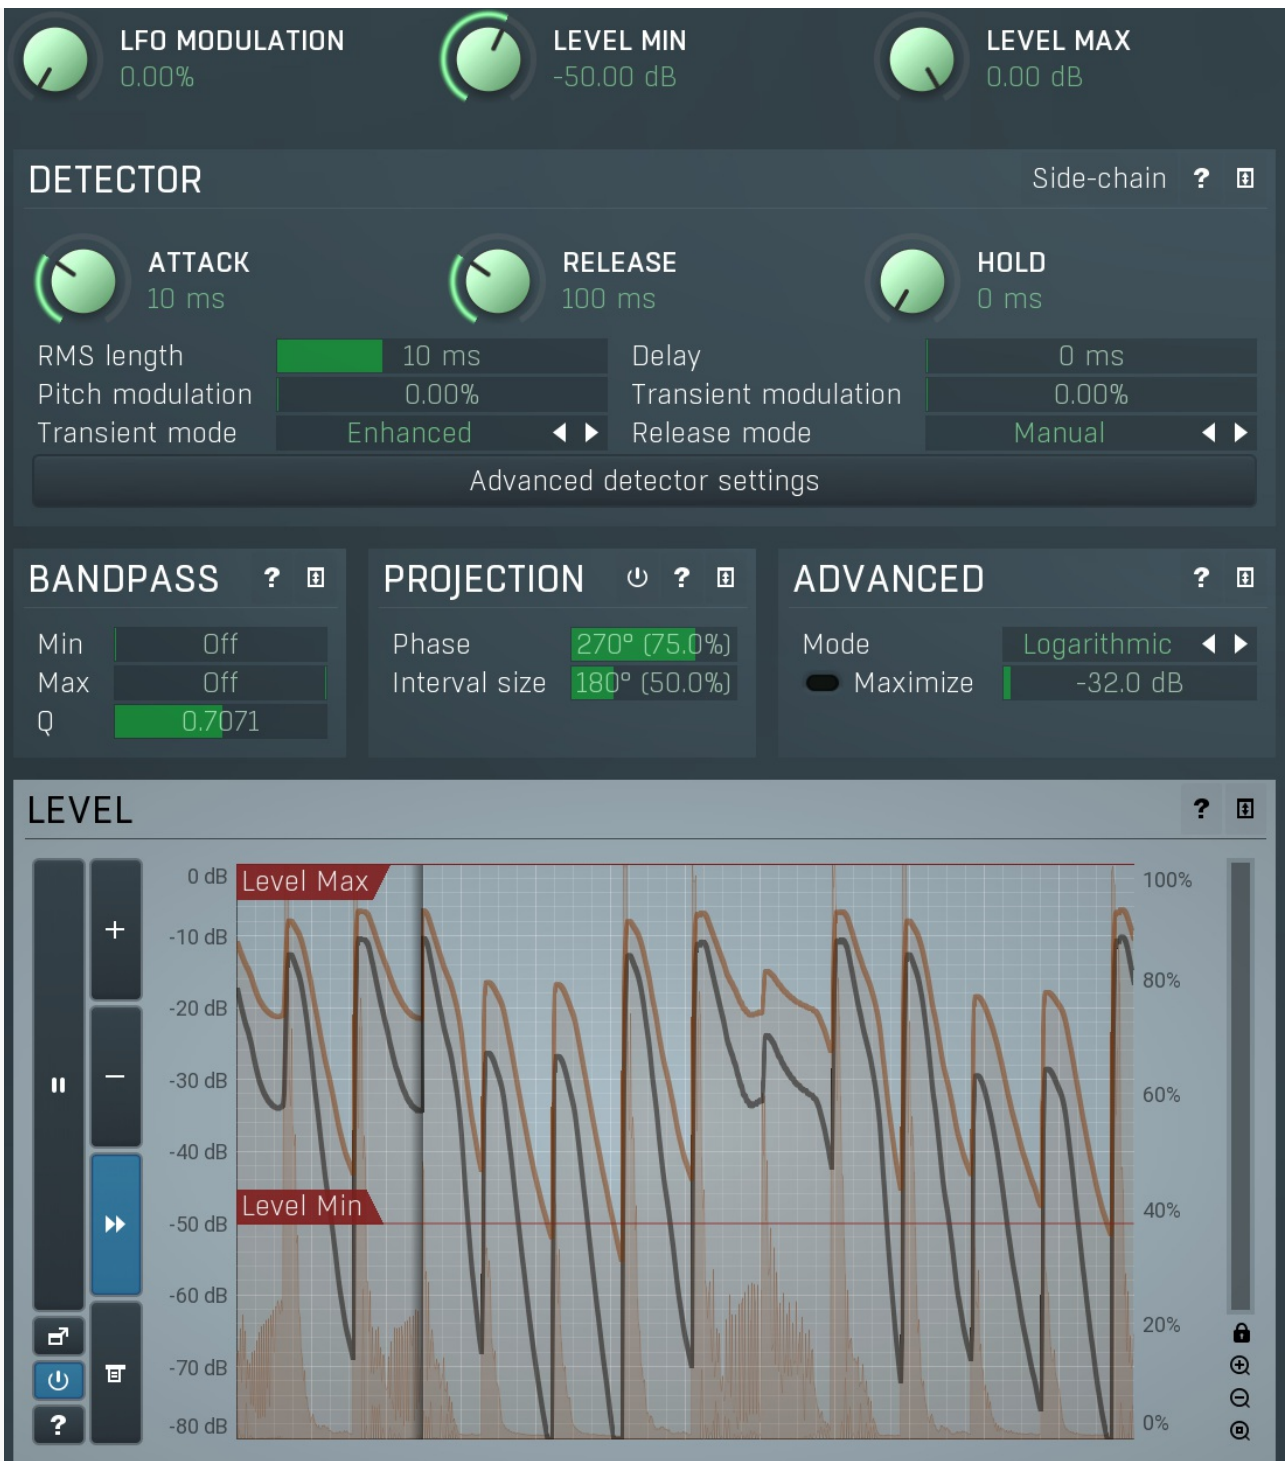 LFO MODULATION LEVEL MIN LEVEL MAX
0.00% -50.00 dB 0.00 dB
DETECTOR Side-chain ?
ATTACK RELEASE HOLD
10 ms 100 ms 0 ms
RMS length 10 ms Delay 0 ms
Pitch modulation 0.00% Transient modulation 0.00%
Transient mode Enhanced Release mode Manual
Advanced detector settings
BANDPASS ? PROJECTION ? ADVANCED ?
Min Off Phase 270° (75.0%) Mode Logarithmic
Max Off Interval size 180° (50.0%) Maximize -32.0 dB
Q 0.7071
LEVEL ?
0 dB Level Max 100%
+ -10 dB
-20 dB 80%
− -30 dB 60%
-40 dB
Level Min 40%
-50 dB
-60 dB
20%
-70 dB
? -80 dB 0%